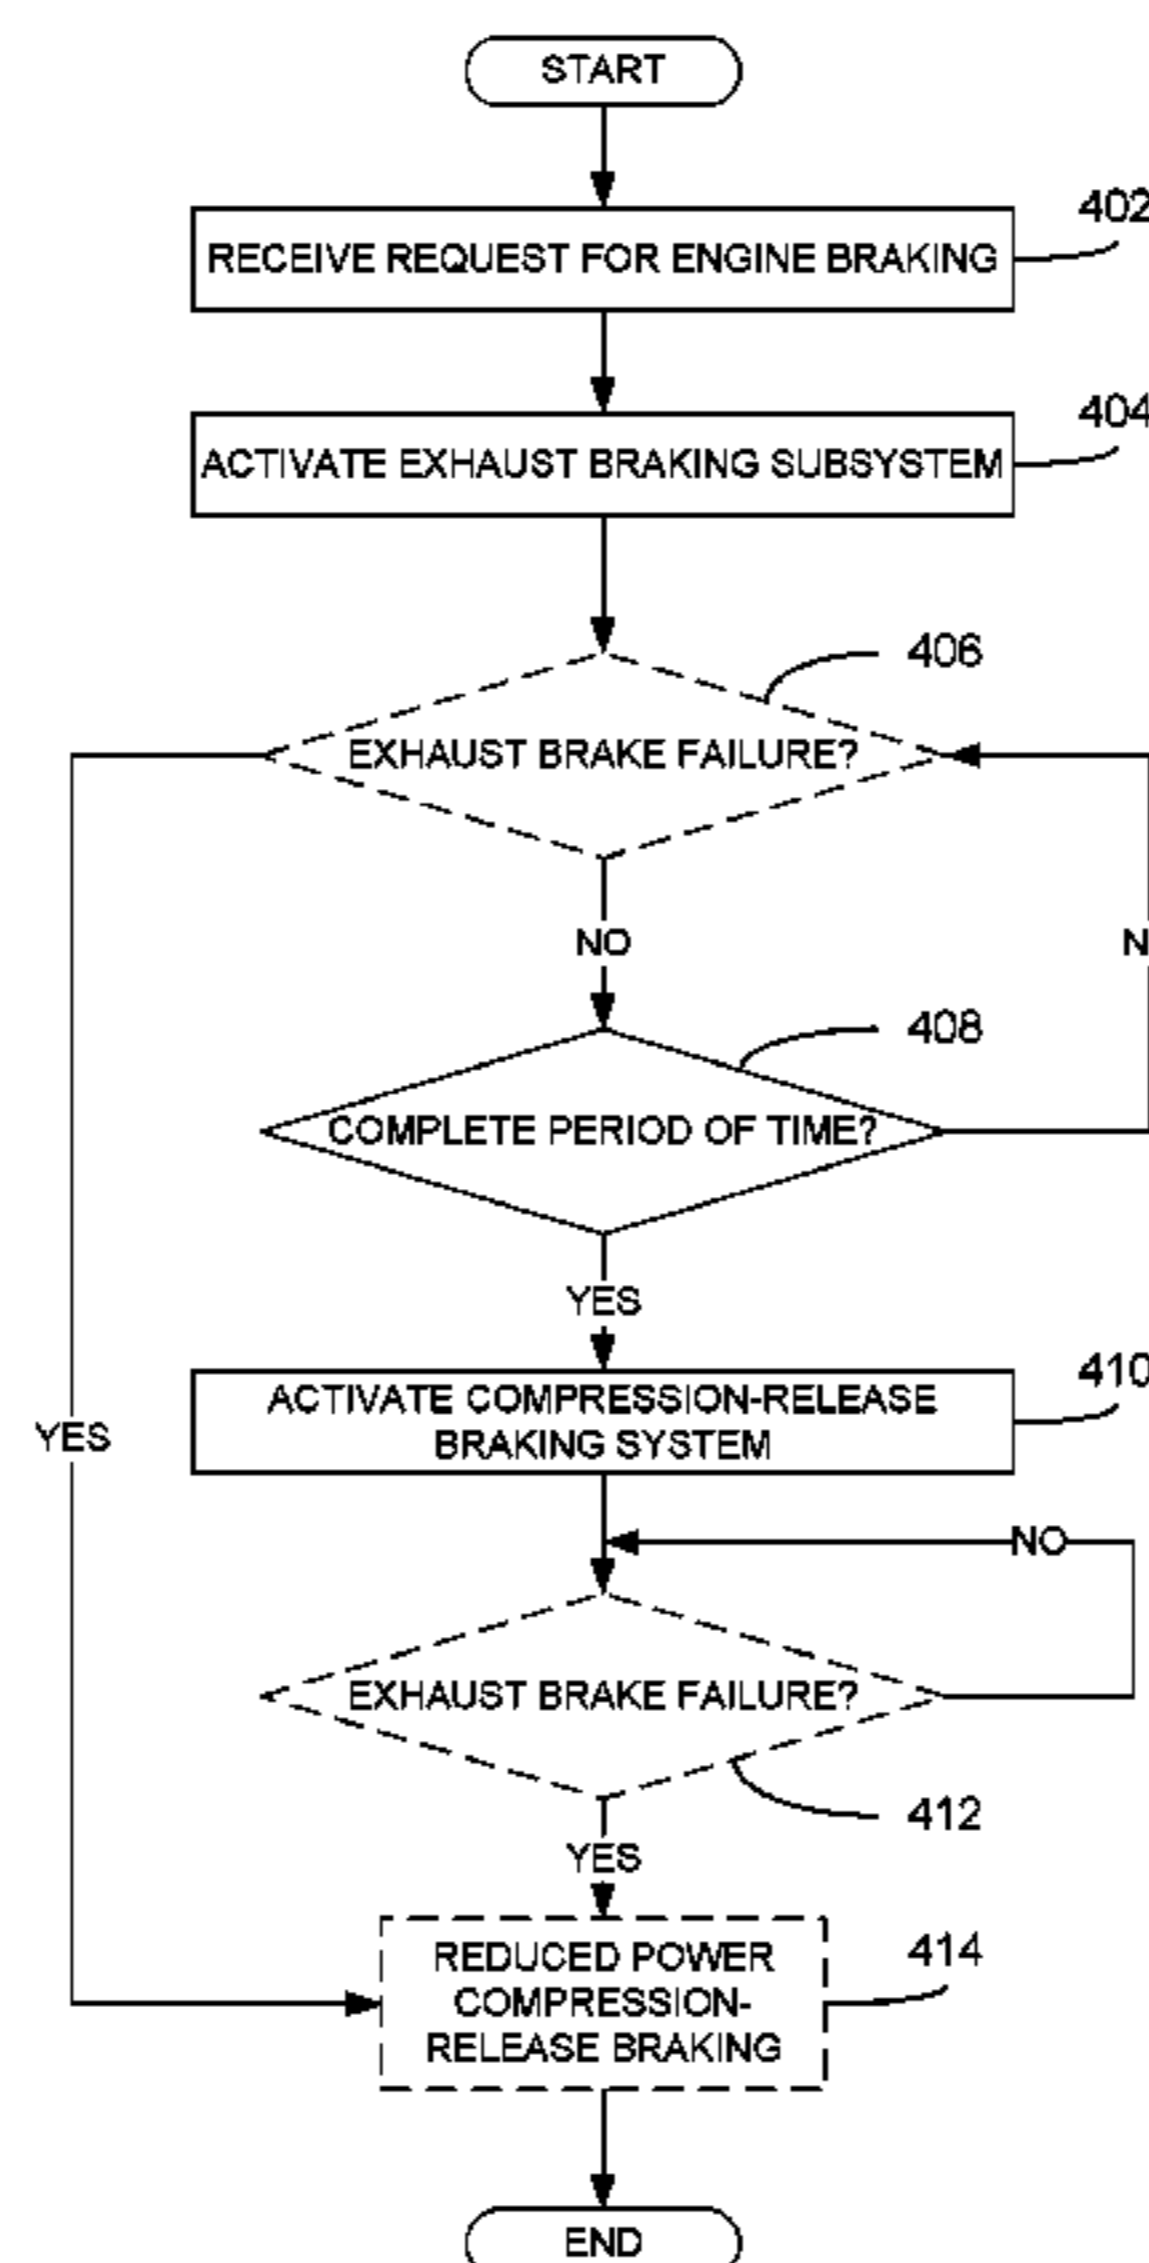 START
402
RECEIVE REQUEST FOR ENGINE BRAKING
404
ACTIVATE EXHAUST BRAKING SUBSYSTEM
406
EXHAUST BRAKE FAILURE?
NO
408
COMPLETE PERIOD OF TIME?
YES
410
ACTIVATE COMPRESSION-RELEASE
BRAKING SYSTEM
YES
NO
EXHAUST BRAKE FAILURE?
412
YES
REDUCED POWER
COMPRESSION-
RELEASE BRAKING
414
END